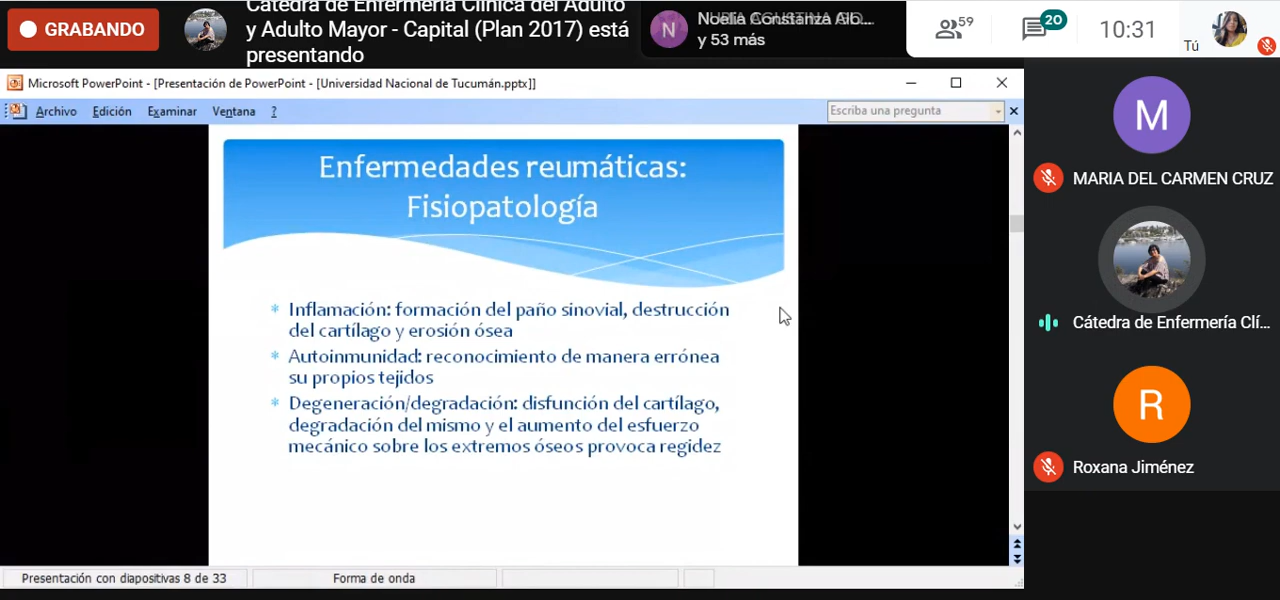 GRABANDO
Cátedra de Enfermería Clínica del Adulto
y Adulto Mayor - Capital (Plan 2017) está
presentando
N
Noelia Constanza Alb...
y 53 más
59
20
10:31
Tú
Microsoft PowerPoint - [Presentación de PowerPoint - [Universidad Nacional de Tucumán.pptx]]
Archivo Edición Examinar Ventana ?
Escriba una pregunta
Enfermedades reumáticas:
Fisiopatología
* Inflamación: formación del paño sinovial, destrucción
del cartílago y erosión ósea
* Autoinmunidad: reconocimiento de manera errónea
su propios tejidos
* Degeneración/degradación: disfunción del cartílago,
degradación del mismo y el aumento del esfuerzo
mecánico sobre los extremos óseos provoca regidez
Presentación con diapositivas 8 de 33
Forma de onda
M
MARIA DEL CARMEN CRUZ
Cátedra de Enfermería Clí...
R
Roxana Jiménez